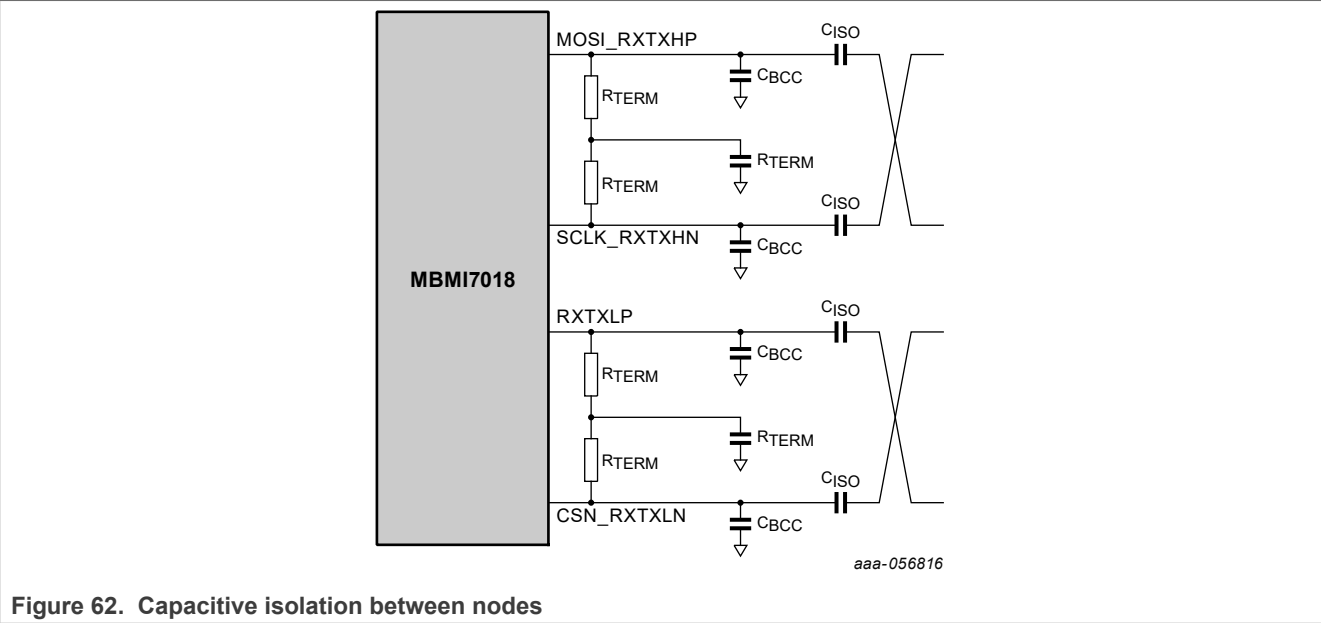 CISO
MOSI_RXTXHP
CBCC
RTERM
RTERM
RTERM
CISO
SCLK_RXTXHN
CBCC
MBMI7018
CISO
RXTXLP
CBCC
RTERM
RTERM
RTERM
CISO
CSN_RXTXLN
CBCC
aaa-056816
Figure 62. Capacitive isolation between nodes